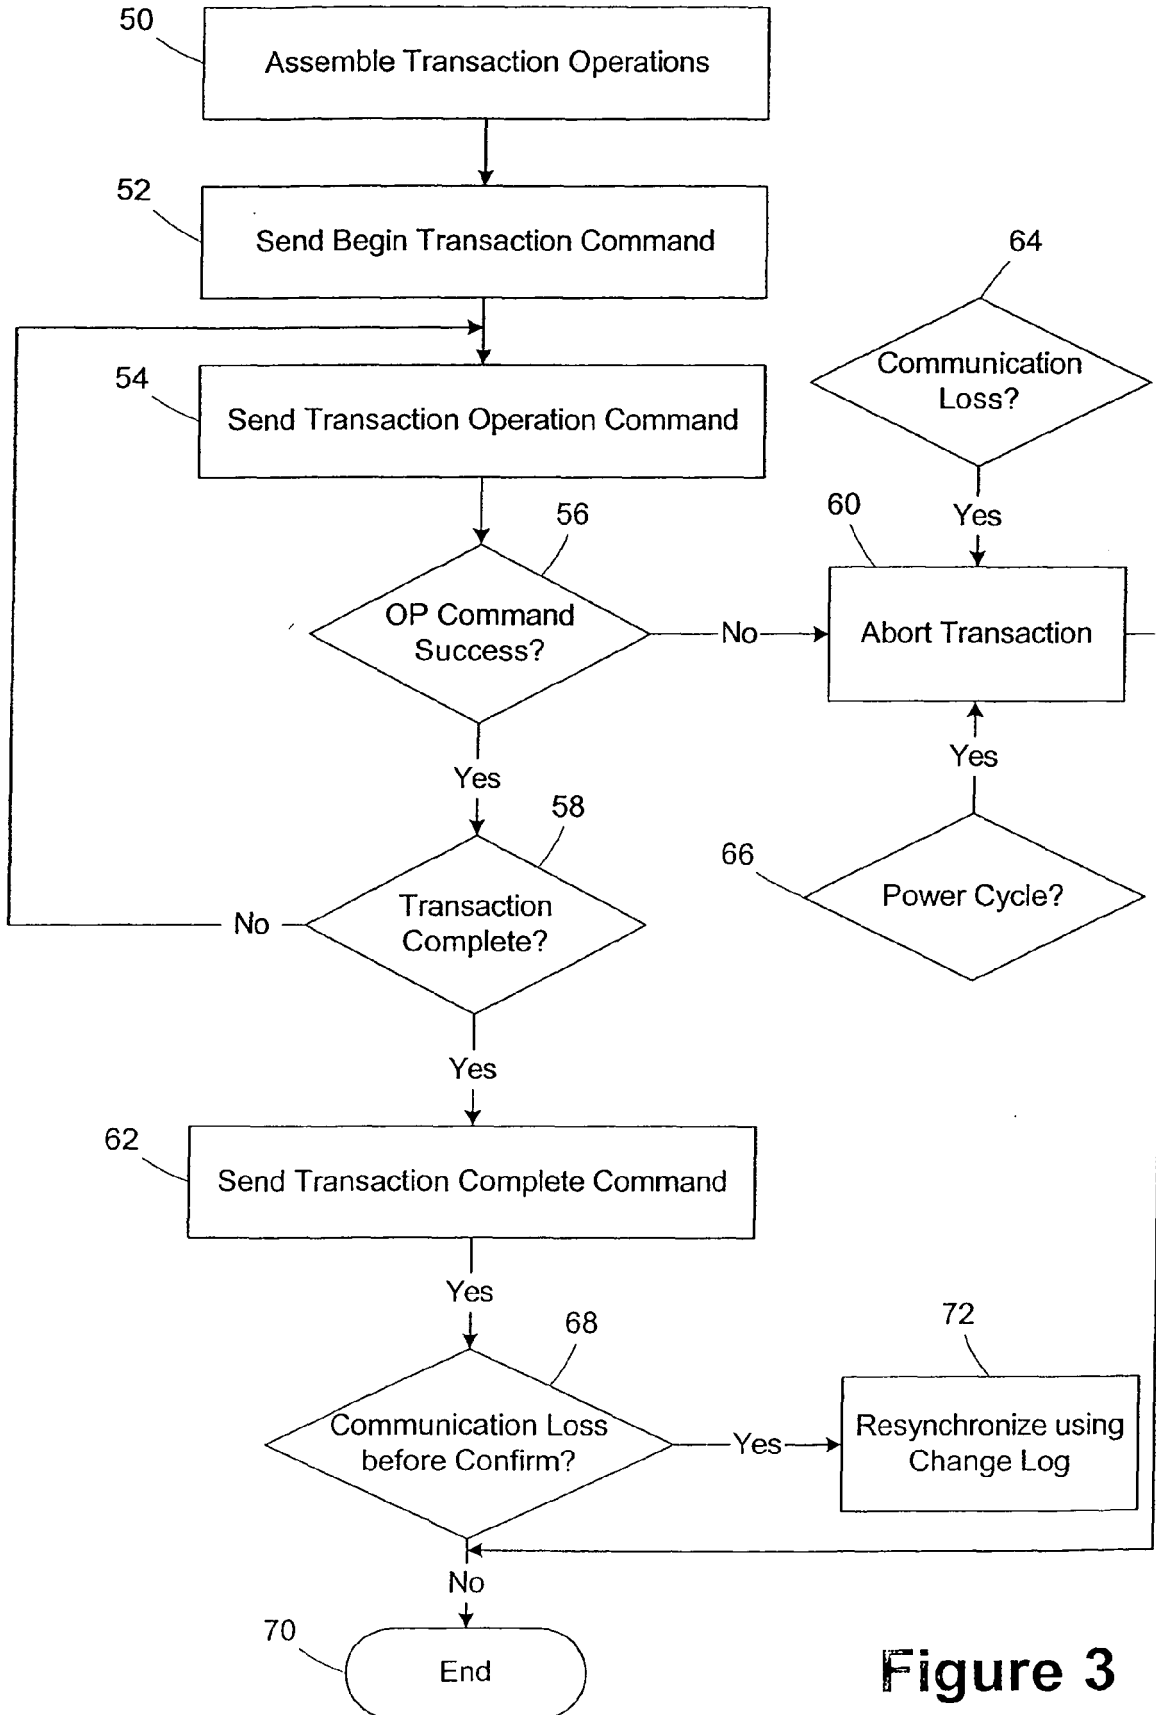 50
Assemble Transaction Operations
52
Send Begin Transaction Command
64
Communication
Loss?
54
Send Transaction Operation Command
Yes
56
60
OP Command
Success?
No
Abort Transaction
Yes
Yes
58
66
Power Cycle?
Transaction
Complete?
No
Yes
62
Send Transaction Complete Command
Yes
68
72
Communication Loss
before Confirm?
Yes
Resynchronize using
Change Log
No
70
End
Figure 3